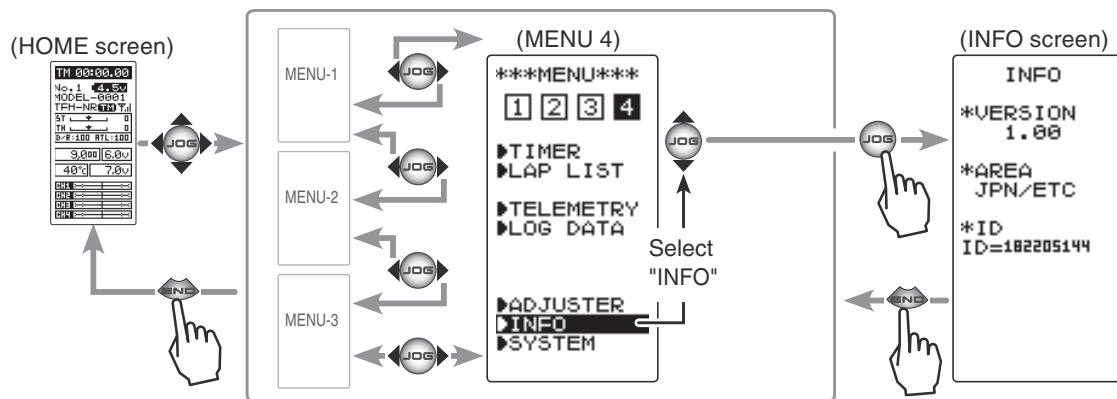 (HOME screen)
TM 00:00.00
No.1 4.5V
MODEL-0001
TFH-NR TM
ST 0
TH 0
D/R:100 ATL:100
9,000 6.0V
40℃ 7.0V
CH1
CH2
CH3
CH4
JOG
END
MENU-1
MENU-2
MENU-3
JOG
JOG
JOG
JOG
(MENU 4)
***MENU***
1 2 3 4
TIMER
LAP LIST
TELEMETRY
LOG DATA
ADJUSTER
INFO
SYSTEM
JOG
Select
"INFO"
JOG
END
(INFO screen)
INFO
*VERSION
1.00
*AREA
JPN/ETC
*ID
ID=182205144